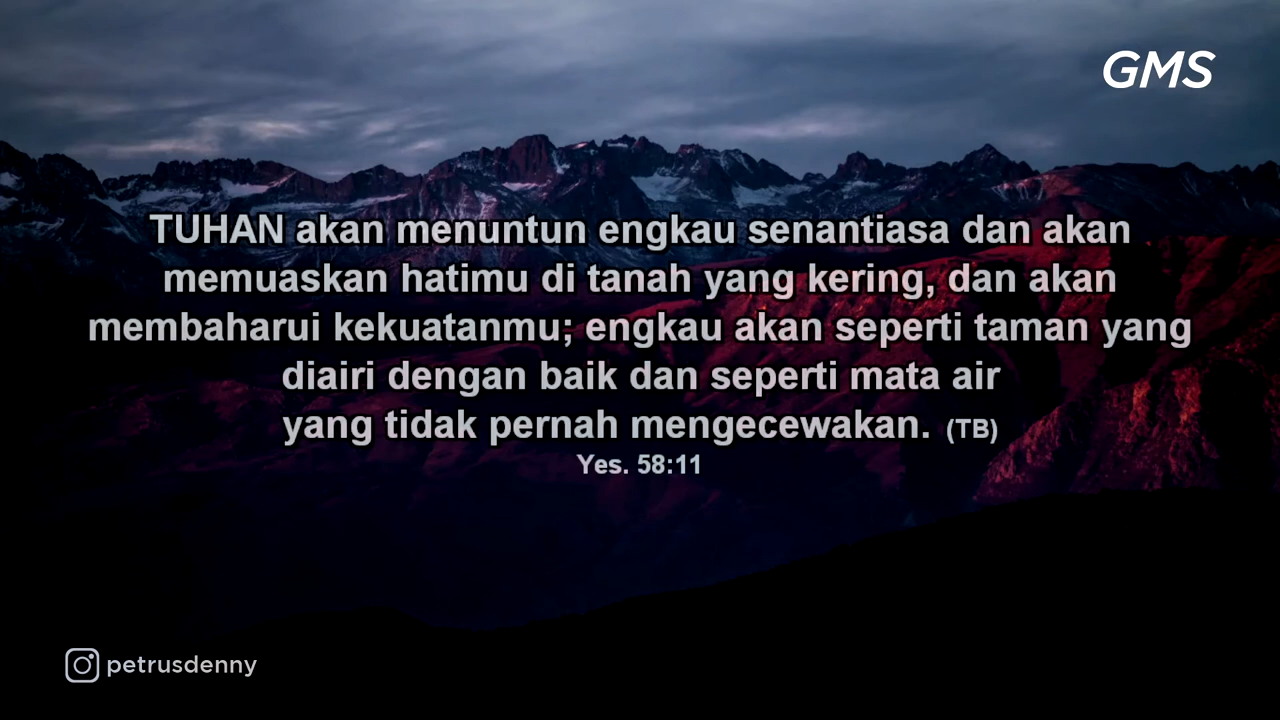 GMS
TUHAN akan menuntun engkau senantiasa dan akan
memuaskan hatimu di tanah yang kering, dan akan
membaharui kekuatanmu; engkau akan seperti taman yang
diairi dengan baik dan seperti mata air
yang tidak pernah mengecewakan. (TB)
Yes. 58:11
petrusdenny